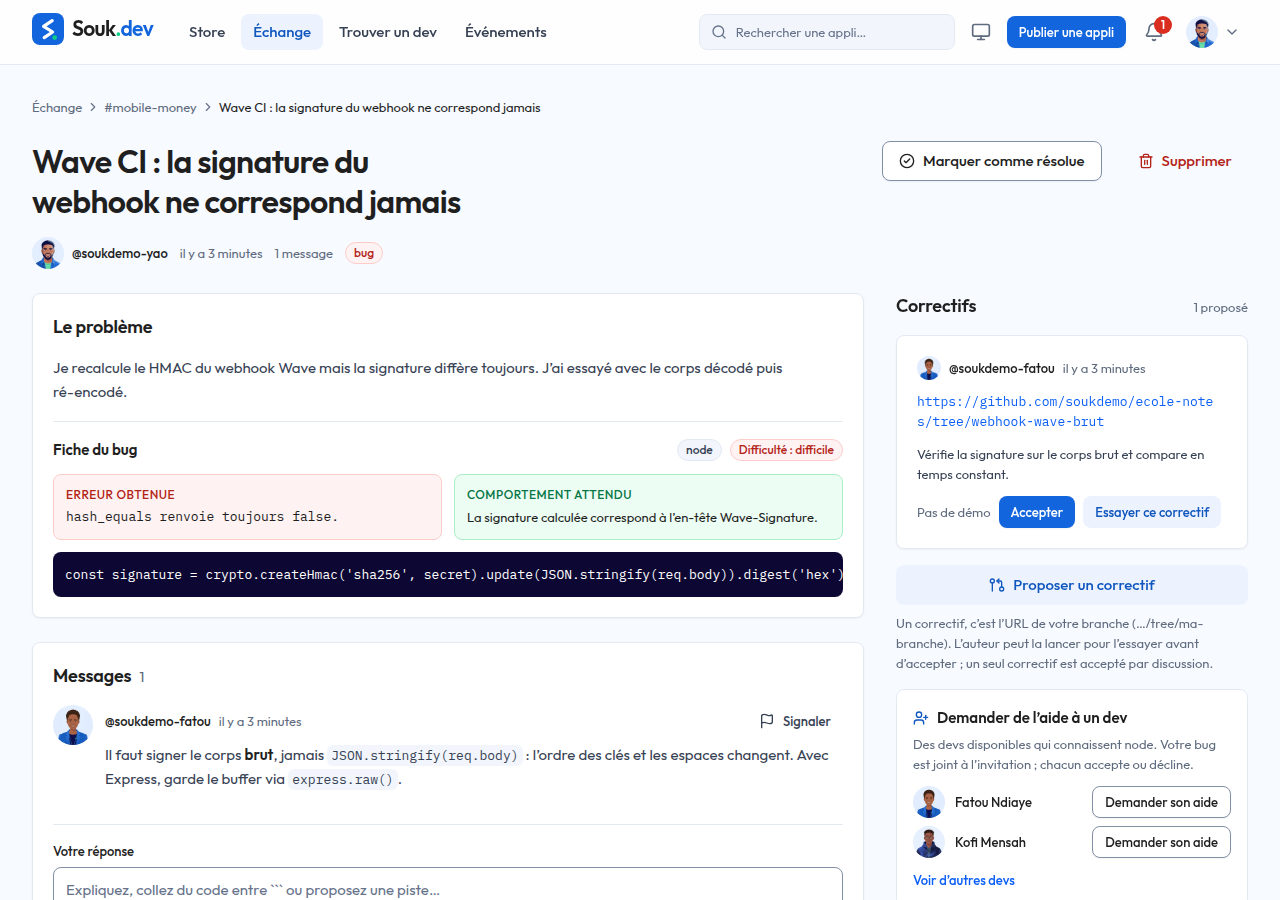 Souk.dev
Store
Échange
Trouver un dev
Événements
Rechercher une appli…
Publier une appli
1
Échange > #mobile-money > Wave CI : la signature du webhook ne correspond jamais
Wave CI : la signature du
webhook ne correspond jamais
Marquer comme résolue
Supprimer
@soukdemo-yao il y a 3 minutes 1 message bug
Le problème
Je recalcule le HMAC du webhook Wave mais la signature diffère toujours. J’ai essayé avec le corps décodé puis
ré-encodé.
Fiche du bug
node
Difficulté : difficile
ERREUR OBTENUE
hash_equals renvoie toujours false.
COMPORTEMENT ATTENDU
La signature calculée correspond à l’en-tête Wave-Signature.
const signature = crypto.createHmac('sha256', secret).update(JSON.stringify(req.body)).digest('hex')
Messages 1
@soukdemo-fatou il y a 3 minutes
Signaler
Il faut signer le corps brut, jamais JSON.stringify(req.body) : l’ordre des clés et les espaces changent. Avec
Express, garde le buffer via express.raw().
Votre réponse
Expliquez, collez du code entre ``` ou proposez une piste…
Correctifs
1 proposé
@soukdemo-fatou il y a 3 minutes
https://github.com/soukdemo/ecole-note
s/tree/webhook-wave-brut
Vérifie la signature sur le corps brut et compare en
temps constant.
Pas de démo
Accepter
Essayer ce correctif
Proposer un correctif
Un correctif, c’est l’URL de votre branche (…/tree/ma-
branche). L’auteur peut la lancer pour l’essayer avant
d’accepter ; un seul correctif est accepté par discussion.
Demander de l’aide à un dev
Des devs disponibles qui connaissent node. Votre bug
est joint à l’invitation ; chacun accepte ou décline.
Fatou Ndiaye
Demander son aide
Kofi Mensah
Demander son aide
Voir d’autres devs